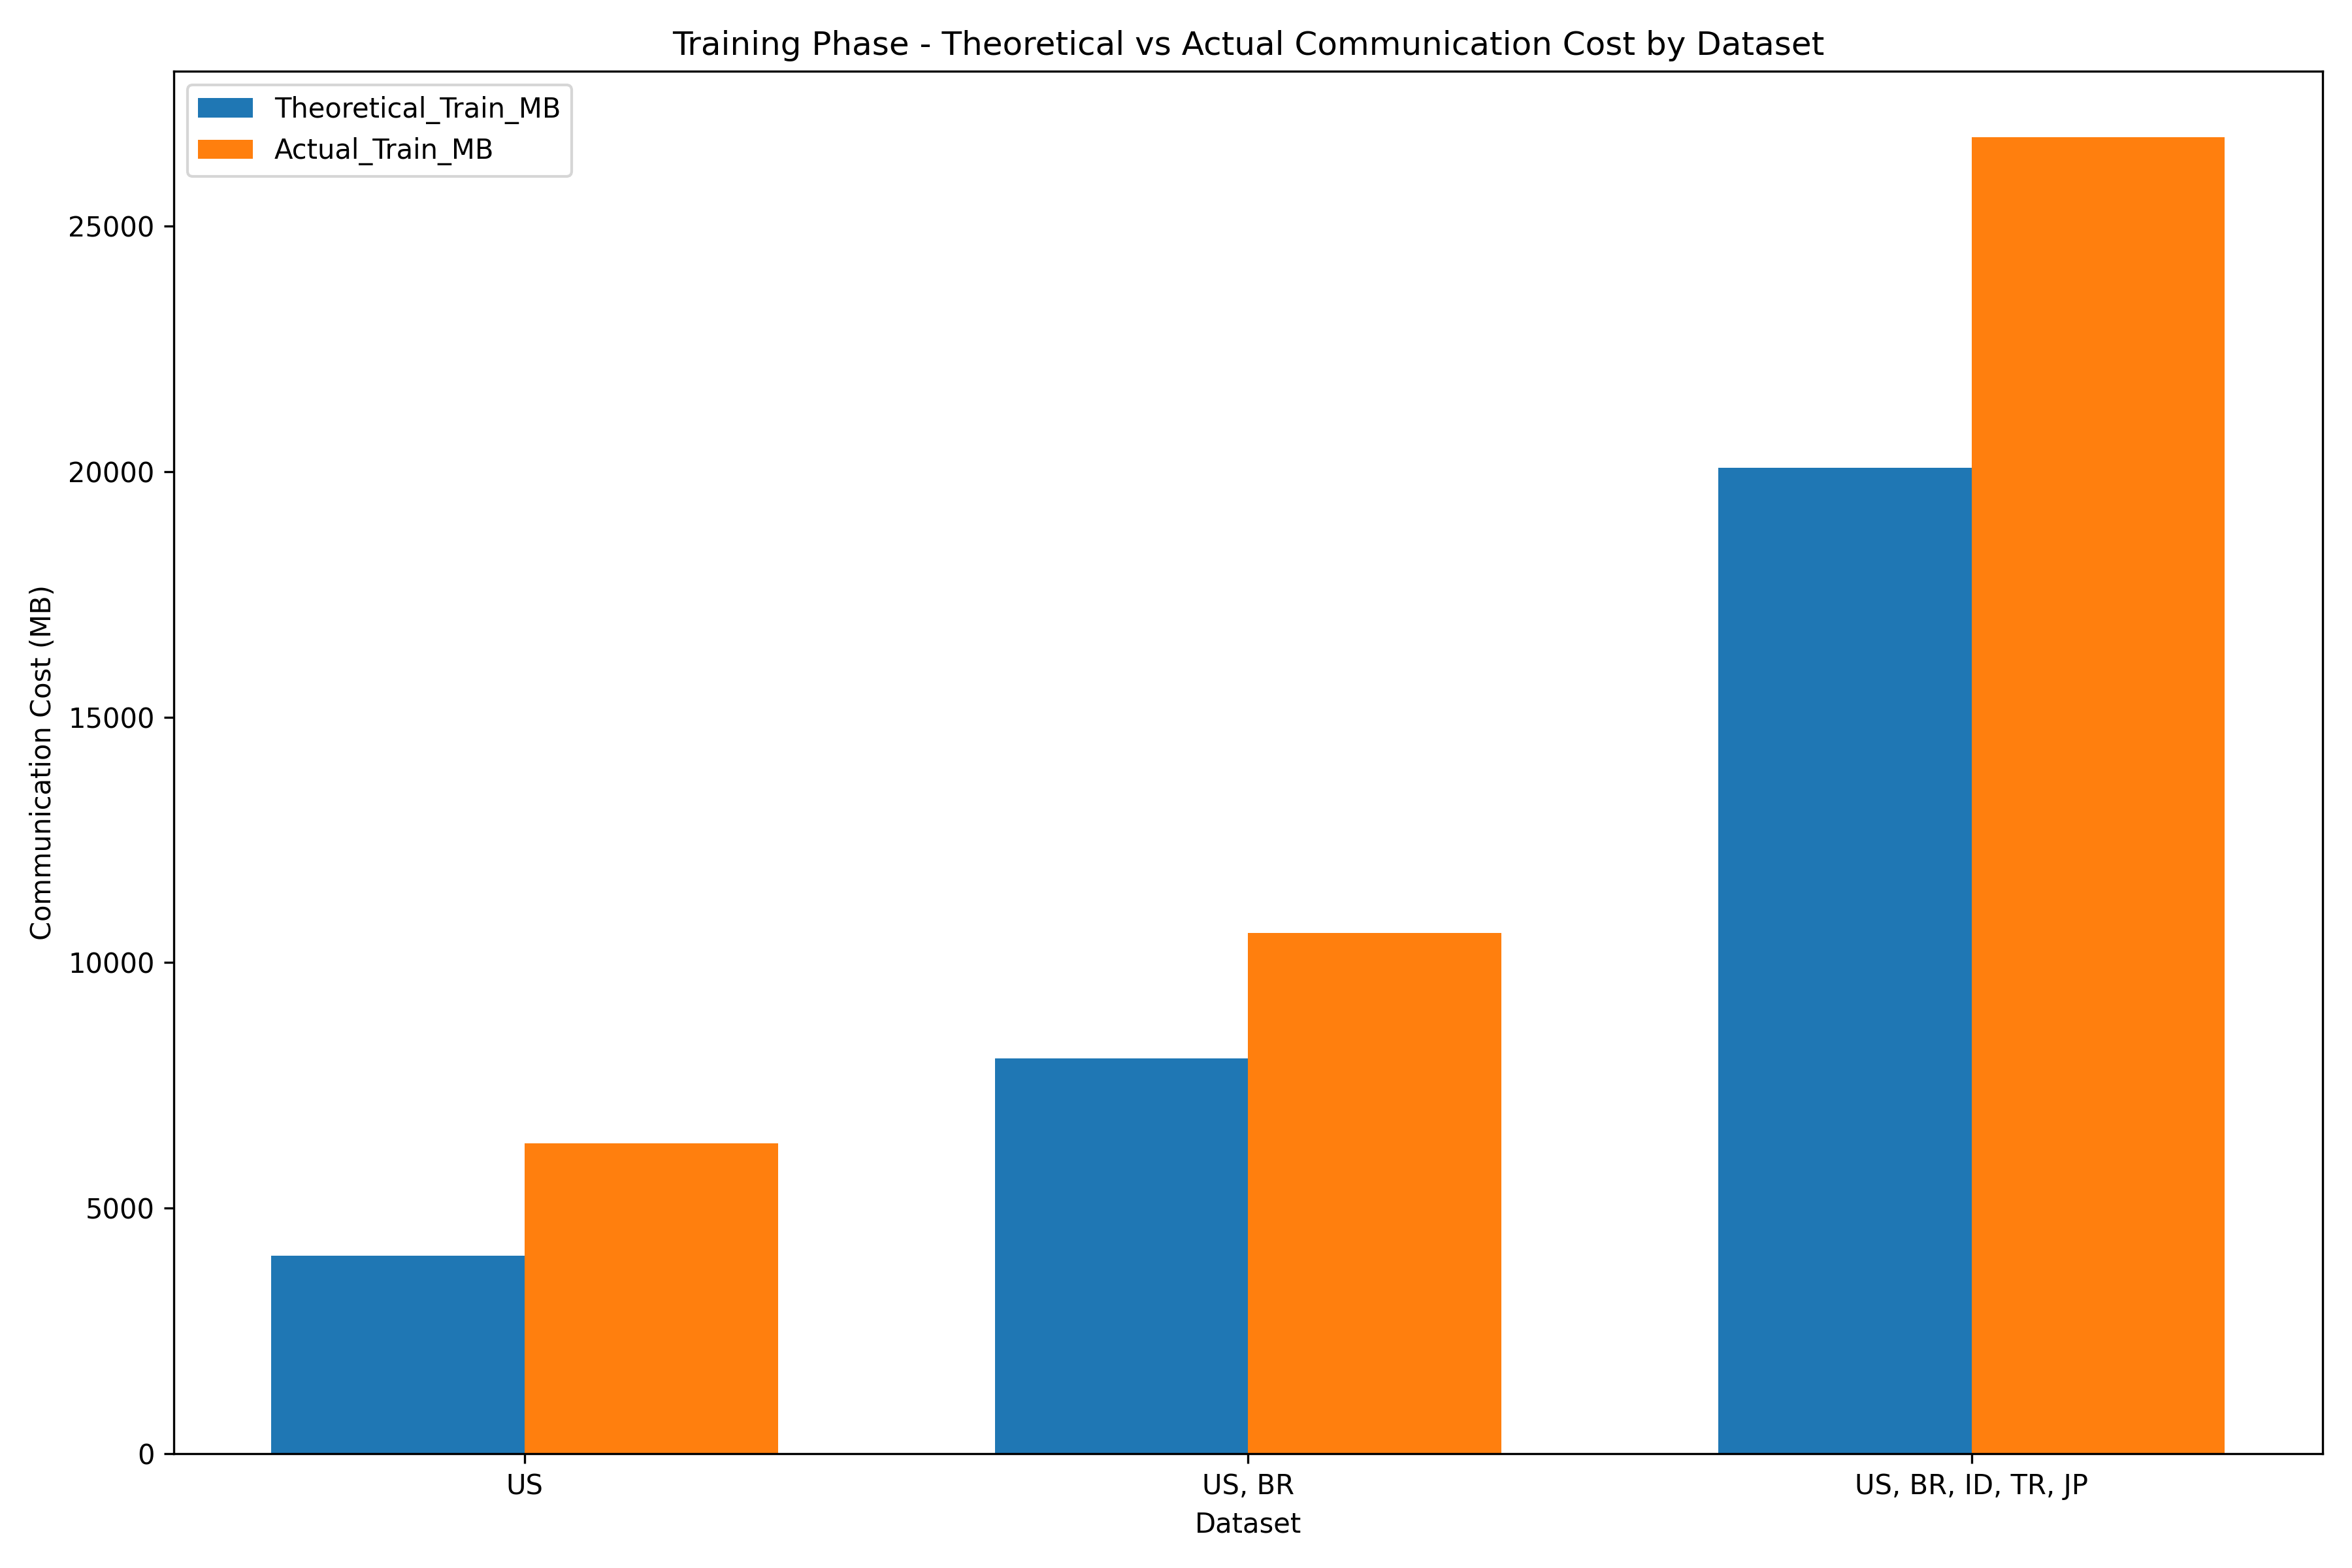 Training Phase - Theoretical vs Actual Communication Cost by Dataset
Theoretical_Train_MB
Actual_Train_MB
Communication Cost (MB)
25000
20000
15000
10000
5000
0
US
US, BR
US, BR, ID, TR, JP
Dataset